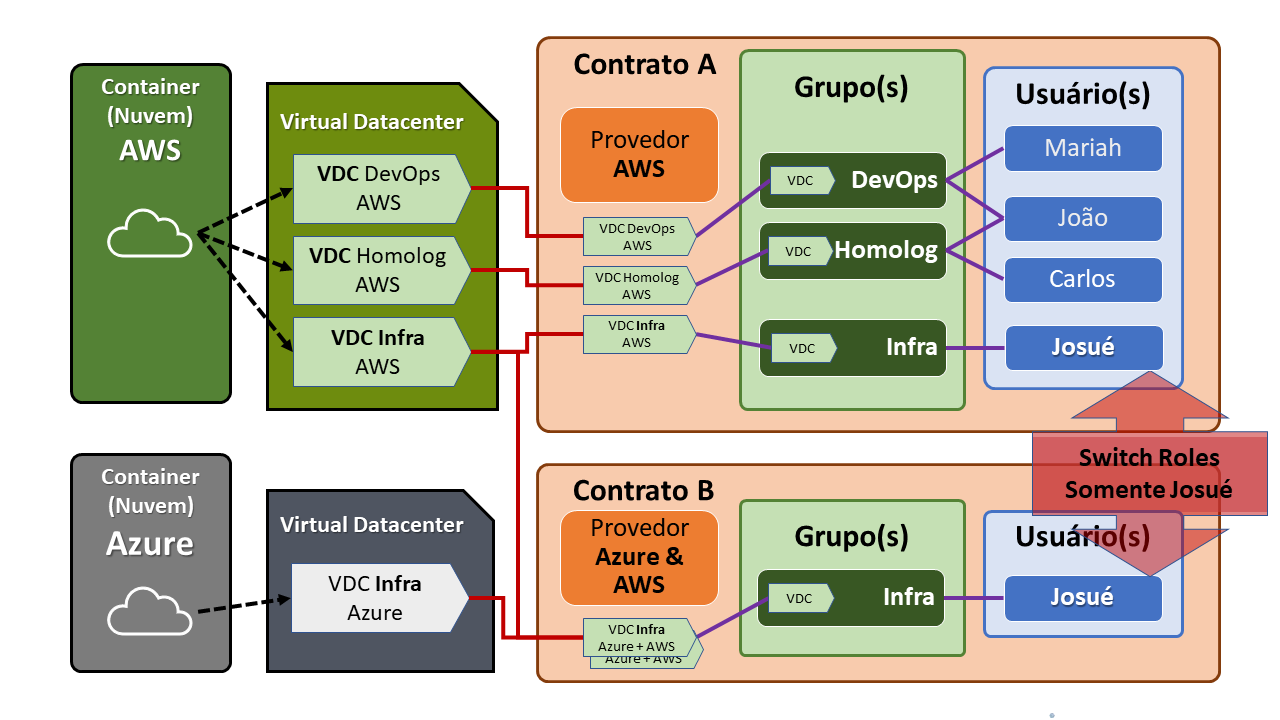 Container
(Nuvem)
AWS
Virtual Datacenter
VDC DevOps
AWS
VDC Homolog
AWS
VDC Infra
AWS
Contrato A
Provedor
AWS
VDC DevOps
AWS
VDC Homolog
AWS
VDC Infra
AWS
Grupo(s)
VDC
DevOps
VDC
Homolog
VDC
Infra
Usuário(s)
Mariah
João
Carlos
Josué
Switch Roles
Somente Josué
Container
(Nuvem)
Azure
Virtual Datacenter
VDC Infra
Azure
Contrato B
Provedor
Azure &
AWS
VDC Infra
Azure + AWS
Azure + AWS
Grupo(s)
VDC
Infra
Usuário(s)
Josué